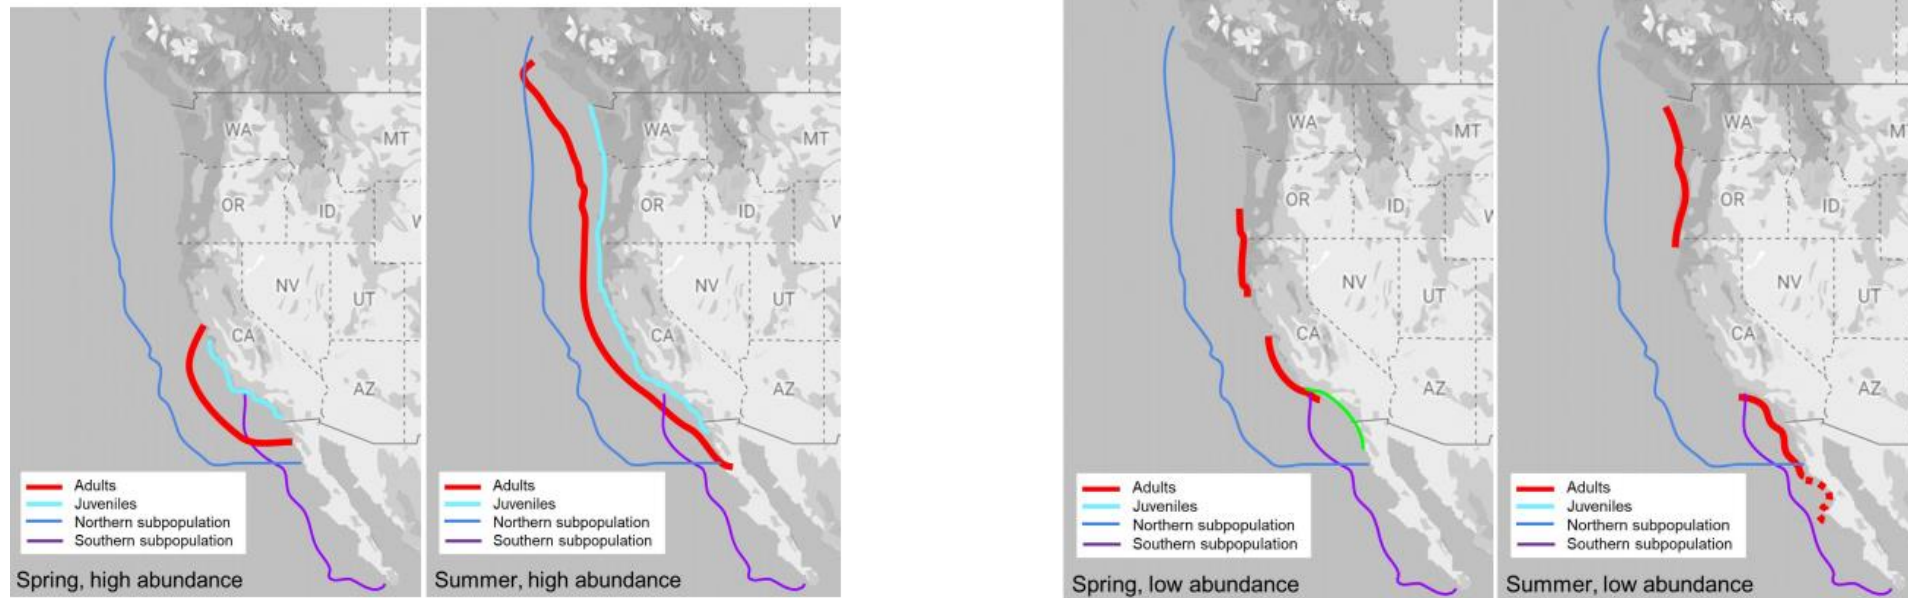 WA
MT
OR
ID
NV
UT
CA
AZ
Adults
Juveniles
Northern subpopulation
Southern subpopulation
Spring, high abundance
WA
MT
OR
ID
NV
UT
CA
AZ
Adults
Juveniles
Northern subpopulation
Southern subpopulation
Summer, high abundance
WA
MT
OR
ID
NV
UT
CA
AZ
Adults
Juveniles
Northern subpopulation
Southern subpopulation
Spring, low abundance
WA
OR
ID
NV
UT
CA
AZ
Adults
Juveniles
Northern subpopulation
Southern subpopulation
Summer, low abundance